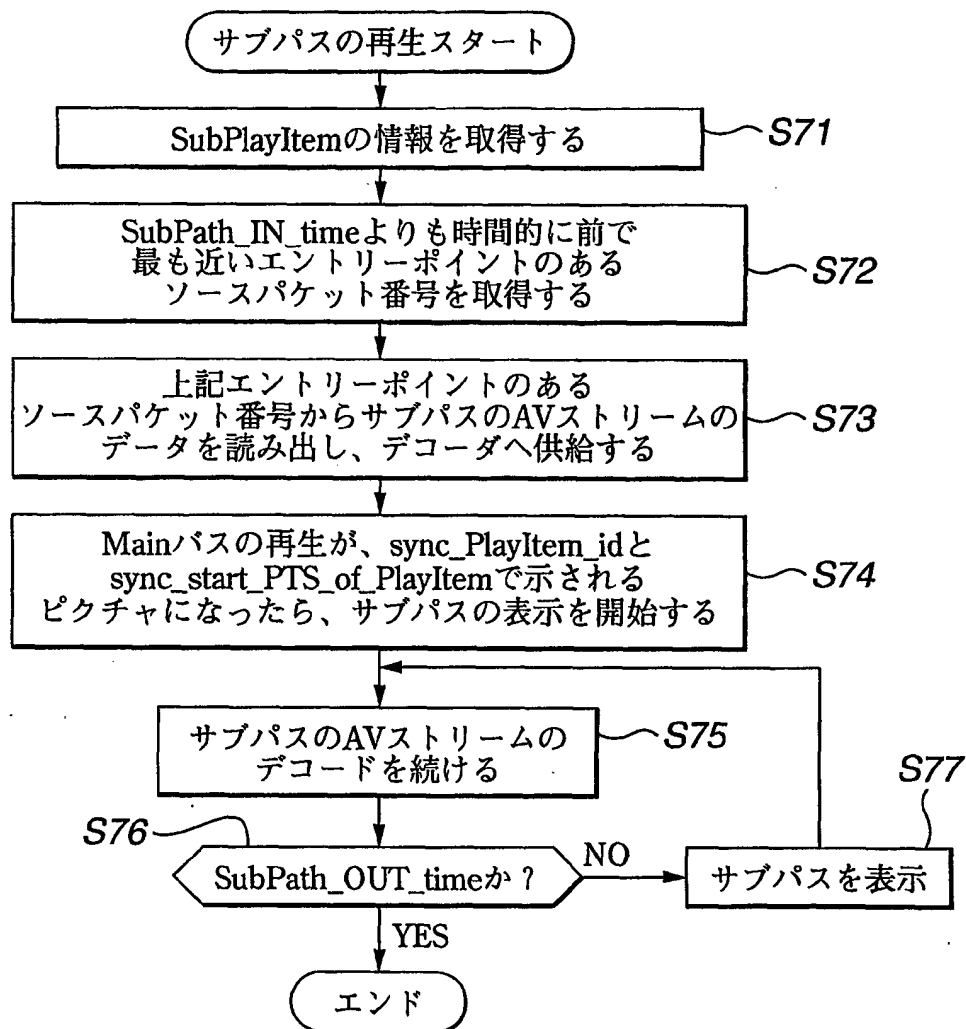 サブパスの再生スタート
SubPlayItemの情報を取得する
S71
SubPath_IN_timeよりも時間的に前で
最も近いエントリーポイントのある
ソースパケット番号を取得する
S72
上記エントリーポイントのある
ソースパケット番号からサブパスのAVストリームの
データを読み出し、デコーダへ供給する
S73
Mainパスの再生が、sync_PlayItem_idと
sync_start_PTS_of_PlayItemで示される
ピクチャになったら、サブパスの表示を開始する
S74
サブパスのAVストリームの
デコードを続ける
S75
S76
SubPath_OUT_timeか?
NO
サブパスを表示
S77
YES
エンド